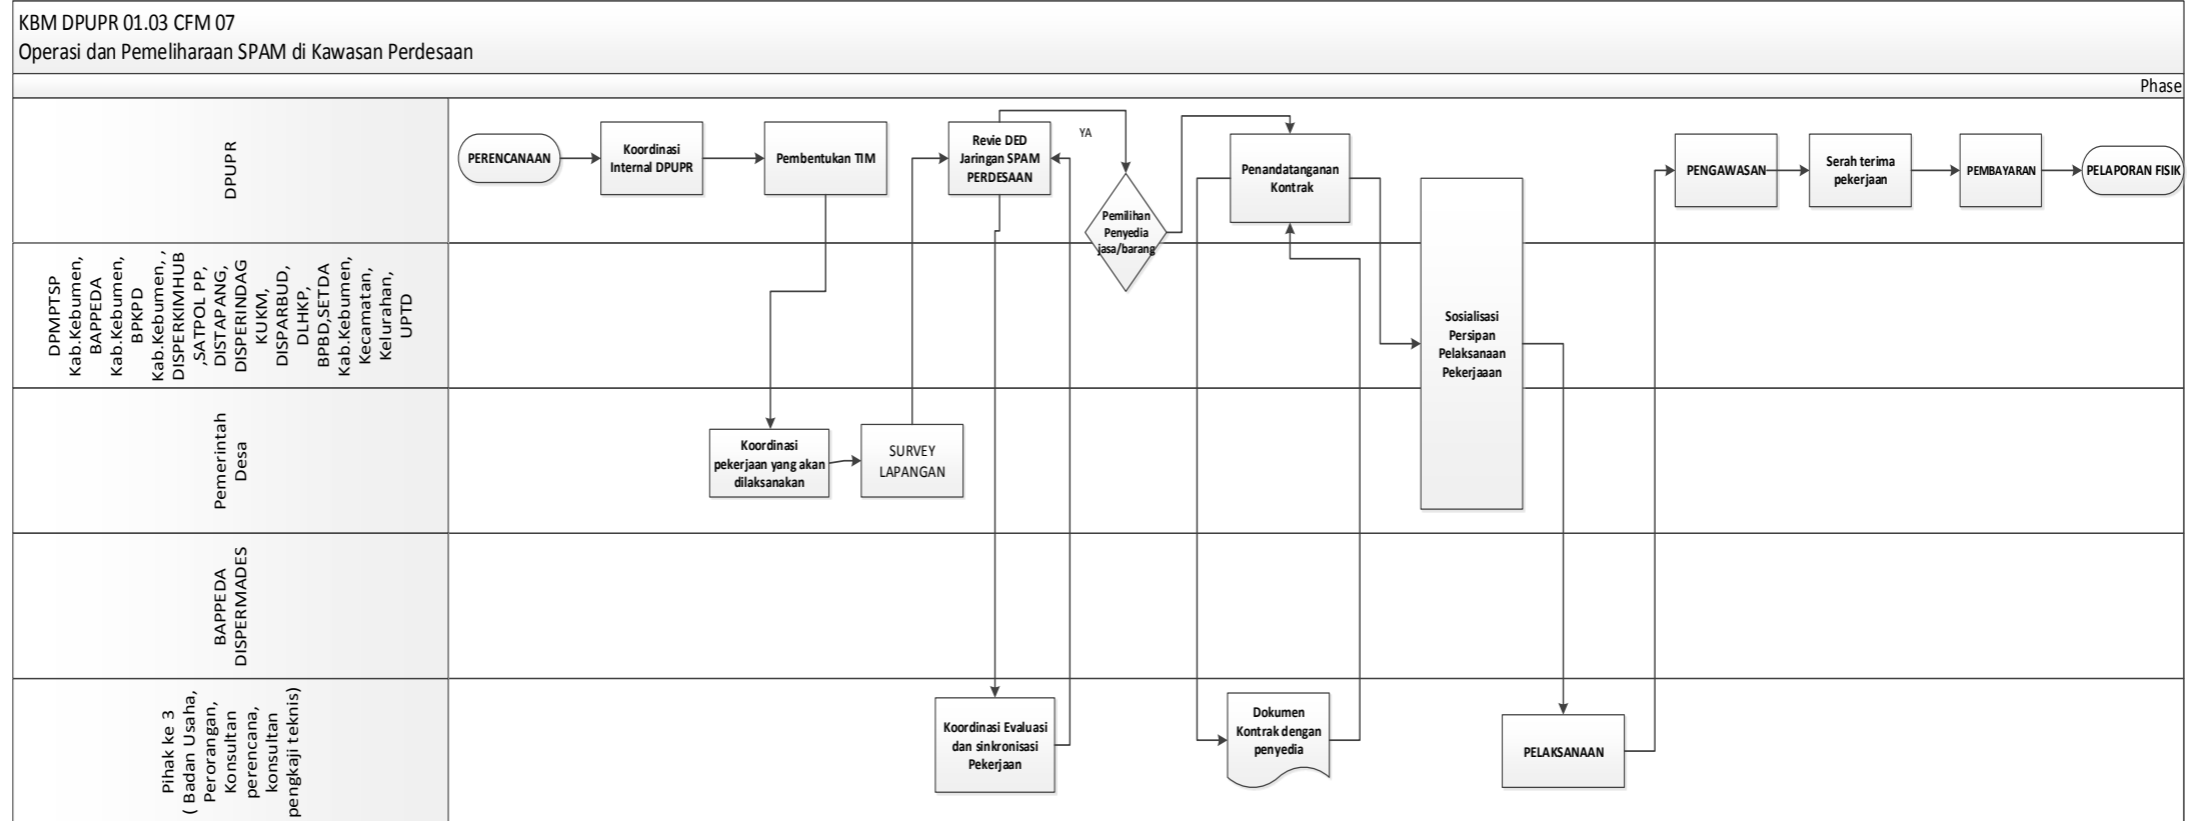 KBM DPUPR 01.03 CFM 07
Operasi dan Pemeliharaan SPAM di Kawasan Perdesaan
Phase
DPUPR
PERENCANAAN
Koordinasi
Internal DPUPR
Pembentukan TIM
Revie DED
Jaringan SPAM
PERDESAAN
YA
Pemilihan
Penyedia
jasa/barang
Penandatanganan
Kontrak
PENGAWASAN
Serah terima
pekerjaan
PEMBAYARAN
PELAPORAN FISIK
DPMPTSP
Kab.Kebumen,
BAPPEDA
Kab.Kebumen,
BPKPD
Kab.Kebumen, ,
DISPERKIMHUB
,SATPOL PP,
DISTAPANG,
DISPERINDAG
KUKM,
DISPARBUD,
DLHKP,
BPBD,SETDA
Kab.Kebumen,
Kecamatan,
Kelurahan,
UPTD
Sosialisasi
Persipan
Pelaksanaan
Pekerjaaan
Pemerintah
Desa
Koordinasi
pekerjaan yang akan
dilaksanakan
SURVEY
LAPANGAN
BAPPEDA
DISPERMADES
Pihak ke 3
( Badan Usaha,
Perorangan,
Konsultan
perencana,
konsultan
pengkaji teknis)
Koordinasi Evaluasi
dan sinkronisasi
Pekerjaan
Dokumen
Kontrak dengan
penyedia
PELAKSANAAN